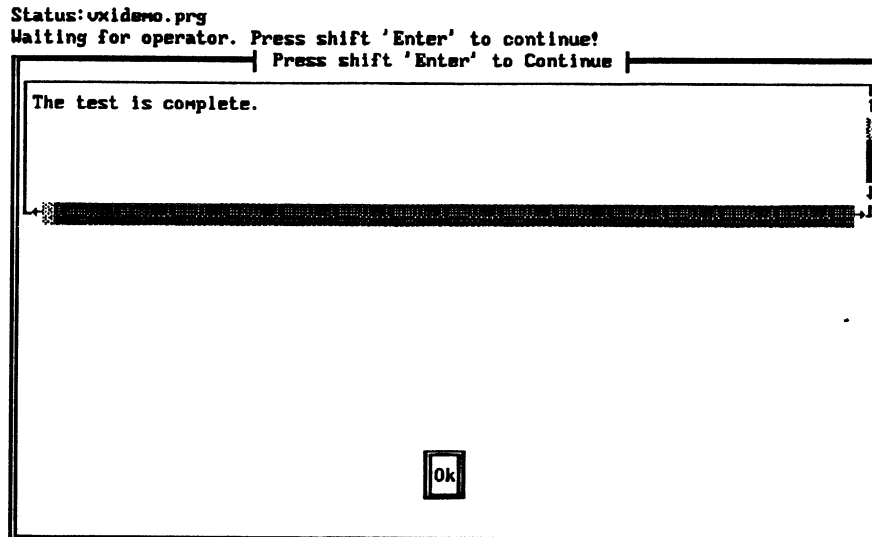 Status:vxidemo.prg
Waiting for operator. Press shift 'Enter' to continue!
Press shift 'Enter' to Continue
The test is complete.
Ok